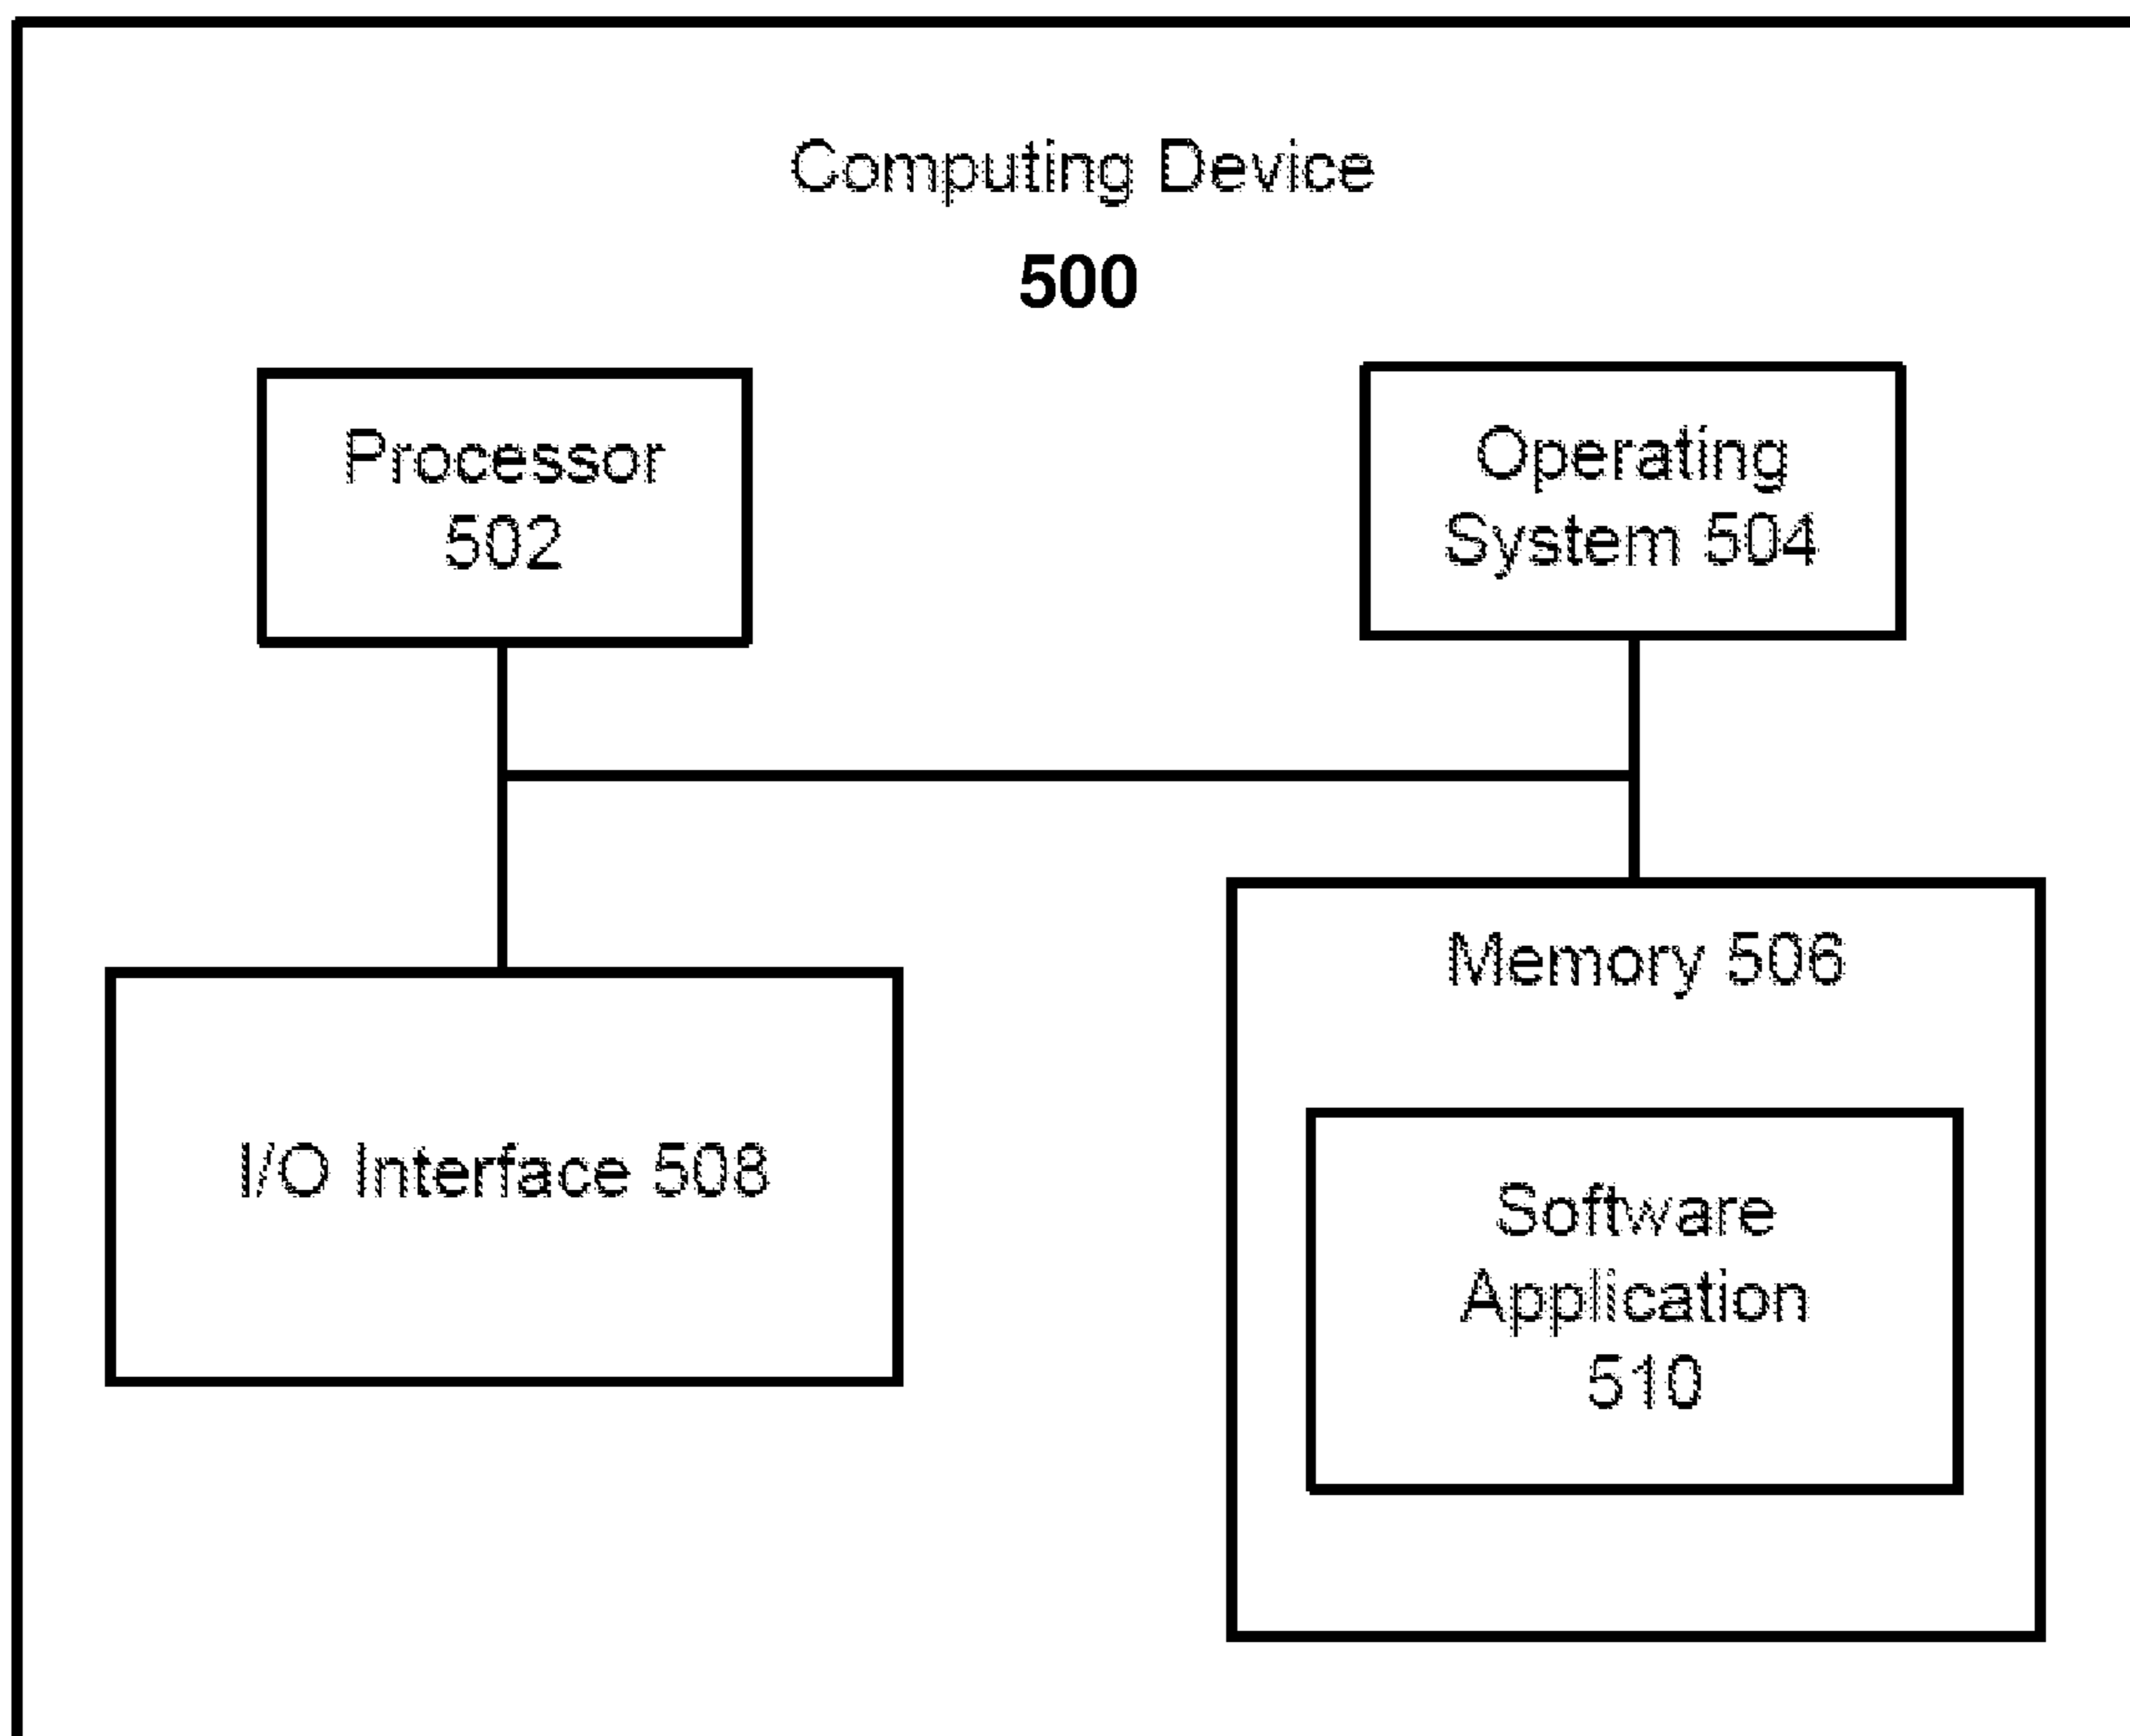 Computing Device
500
Processor
502
Operating
System 504
Memory 506
I/O Interface 508
Software
Application
510